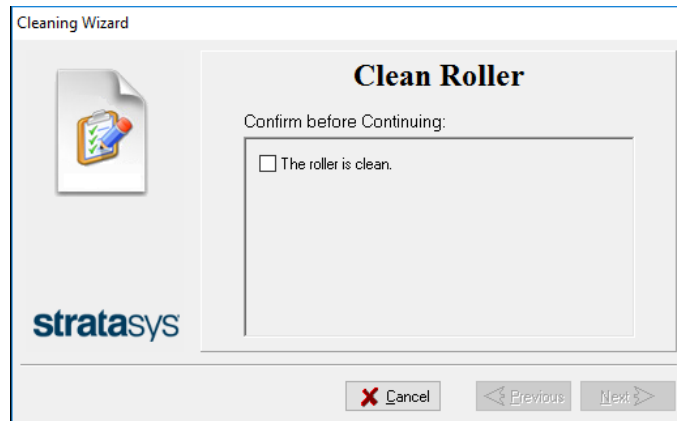 Cleaning Wizard
Clean Roller
Confirm before Continuing:
The roller is clean.
stratasys
Cancel
Previous
Next